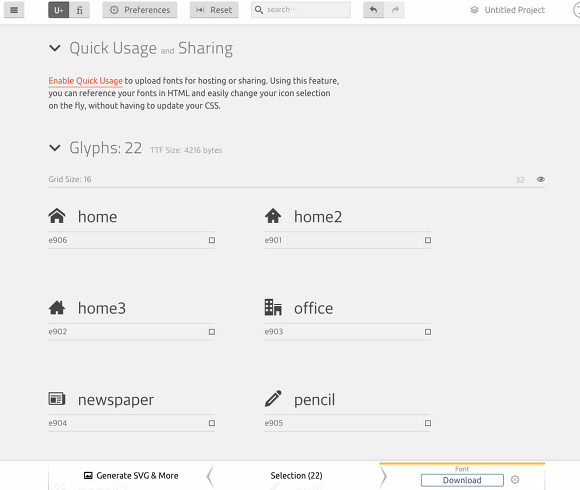 U+ fi Preferences Reset search··· Untitled Project
Quick Usage and Sharing
Enable Quick Usage to upload fonts for hosting or sharing. Using this feature,
you can reference your fonts in HTML and easily change your icon selection
on the fly, without having to update your CSS.
Glyphs: 22 TTF Size: 4216 bytes
Grid Size: 16 32
home home2
e906 e901
home3 office
e902 e903
newspaper pencil
e904 e905
Font
Generate SVG & More Selection (22) Download